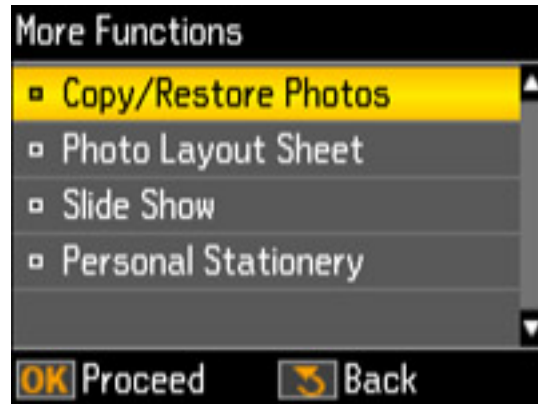 More Functions
Copy/Restore Photos
Photo Layout Sheet
Slide Show
Personal Stationery
OK Proceed Back